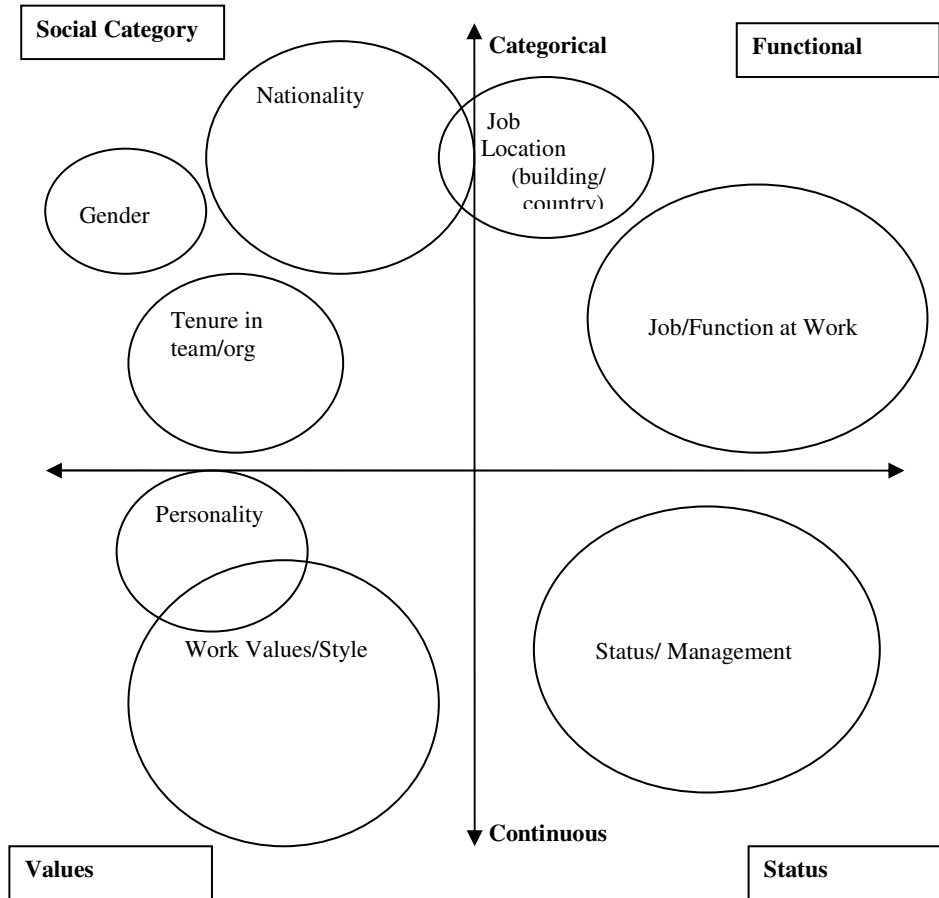 Social Category
Categorical
Functional
Nationality
Job
Location
(building/
country)
Gender
Tenure in
team/org
Job/Function at Work
Personality
Work Values/Style
Status/ Management
Continuous
Values
Status